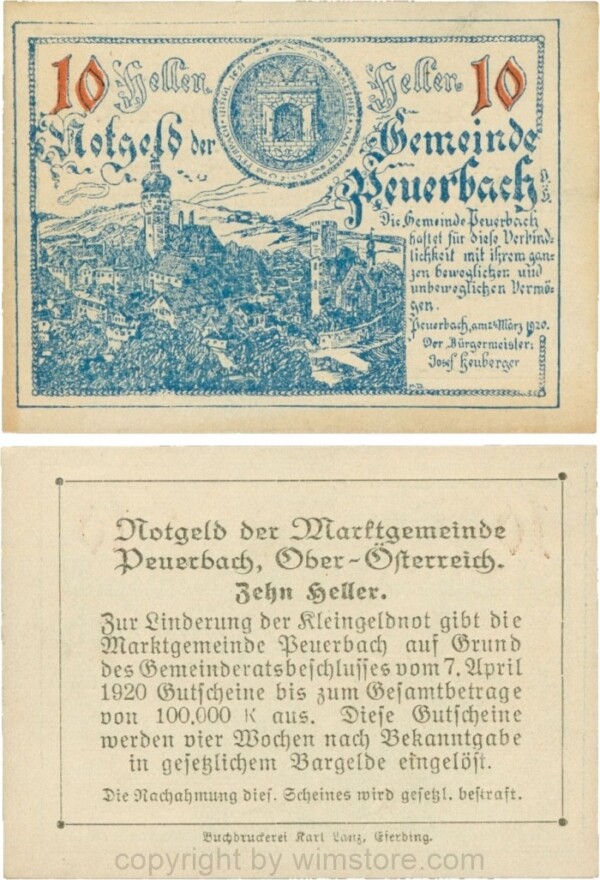 10 Heller. Heller. 10
Notgeld der Gemeinde
Peuerbach
Die Gemeinde Peuerbach
haftet für diese Verbind-
lichkeit mit ihrem gan-
zen beweglichen und
unbeweglichen Vermö-
gen.
Peuerbach, am März 1920.
Der Bürgermeister:
Josef Heuberger
Notgeld der Marktgemeinde
Peuerbach, Ober-Österreich.
Zehn Heller.
Zur Linderung der Kleingeldnot gibt die
Marktgemeinde Peuerbach auf Grund
des Gemeinderatsbeschlusses vom 7. April
1920 Gutscheine bis zum Gesamtbetrage
von 100.000 K aus. Diese Gutscheine
werden vier Wochen nach Bekanntgabe
in gesetzlichem Bargelde eingelöst.
Die Nachahmung dies. Scheines wird gesetzl. bestraft.
Buchdruckerei Karl Lanz, Eferding.
copyright by wimstore.com